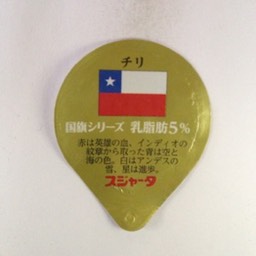 チリ
国旗シリーズ 乳脂肪5%
赤は英雄の血、インディオの
紋章から取った青は空と
海の色。白はアンデスの
雪、星は進歩。
スジャータ